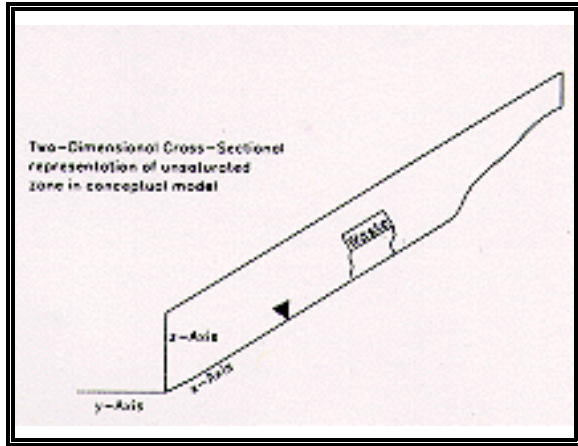 Two-Dimensional Cross-Sectional
representation of unsaturated
zone in conceptual model
Waste
z-Axis
x-Axis
y-Axis